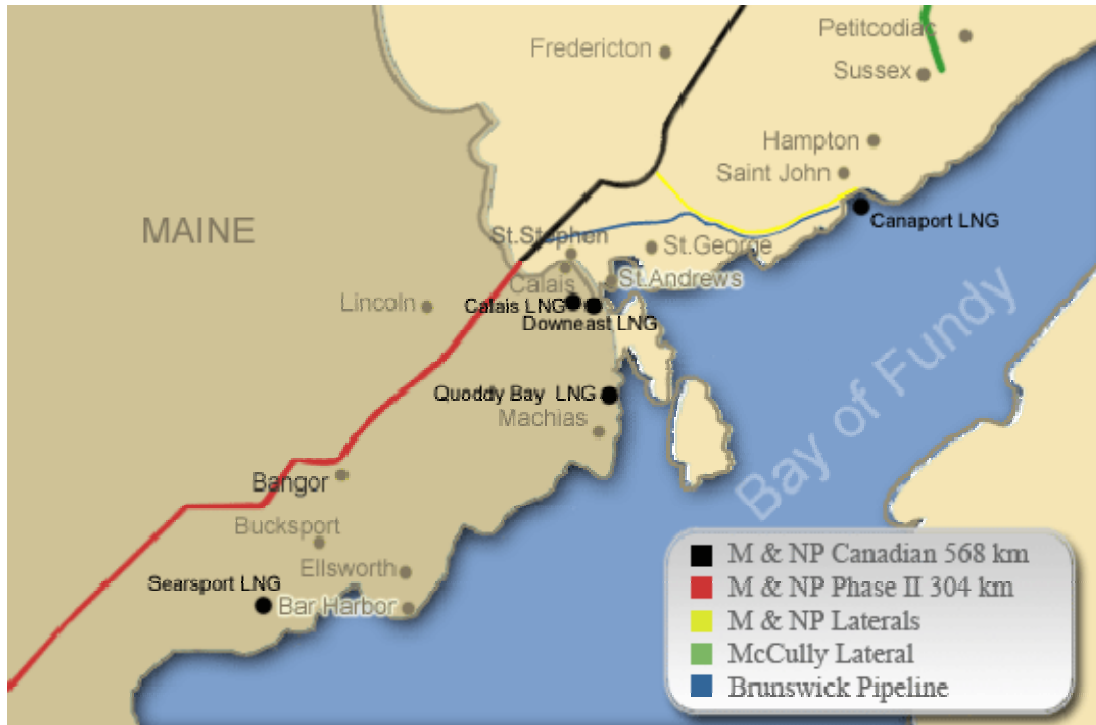 Petitcodiac
Fredericton
Sussex
Hampton
Saint John
Canaport LNG
MAINE
St.Stephen
St.George
Calais
St.Andrews
Lincoln
Calais LNG
Downeast LNG
Bay of Fundy
Quoddy Bay LNG
Machias
Bangor
Bucksport
Ellsworth
Searsport LNG
Bar Harbor
M & NP Canadian 568 km
M & NP Phase II 304 km
M & NP Laterals
McCully Lateral
Brunswick Pipeline